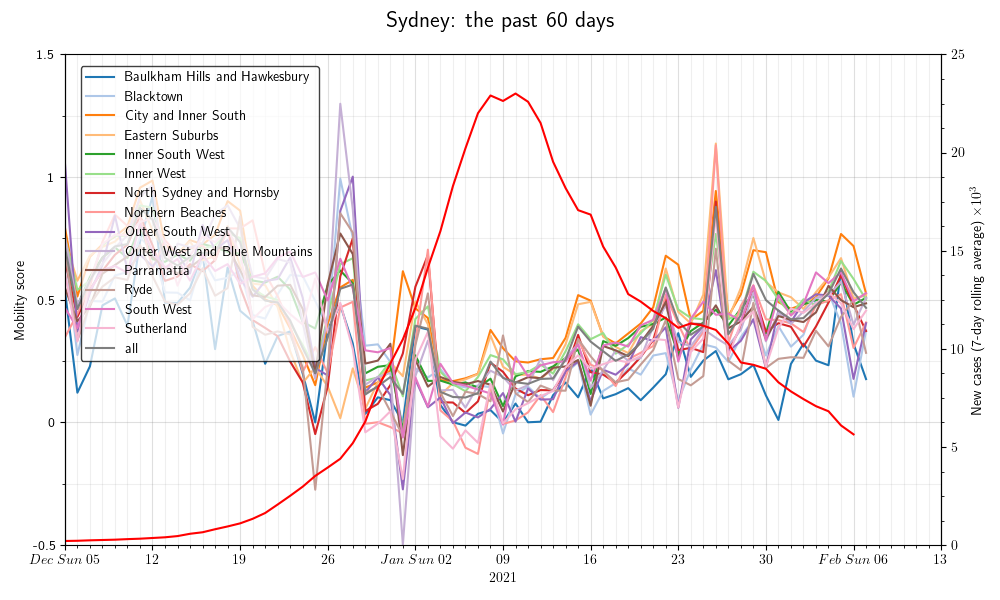 Sydney: the past 60 days
1.5
1
0.5
0
-0.5
Mobility score
Baulkham Hills and Hawkesbury
Blacktown
City and Inner South
Eastern Suburbs
Inner South West
Inner West
North Sydney and Hornsby
Northern Beaches
Outer South West
Outer West and Blue Mountains
Parramatta
Ryde
South West
Sutherland
all
25
20
15
10
5
0
New cases (7-day rolling average) ×10³
Dec Sun 05
12
19
26
Jan Sun 02
09
16
23
30
Feb Sun 06
13
2021